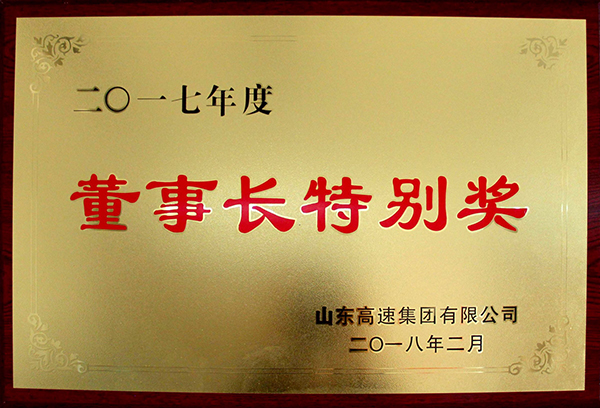 二〇一七年度
董事长特别奖
山东高速集团有限公司
二〇一八年二月